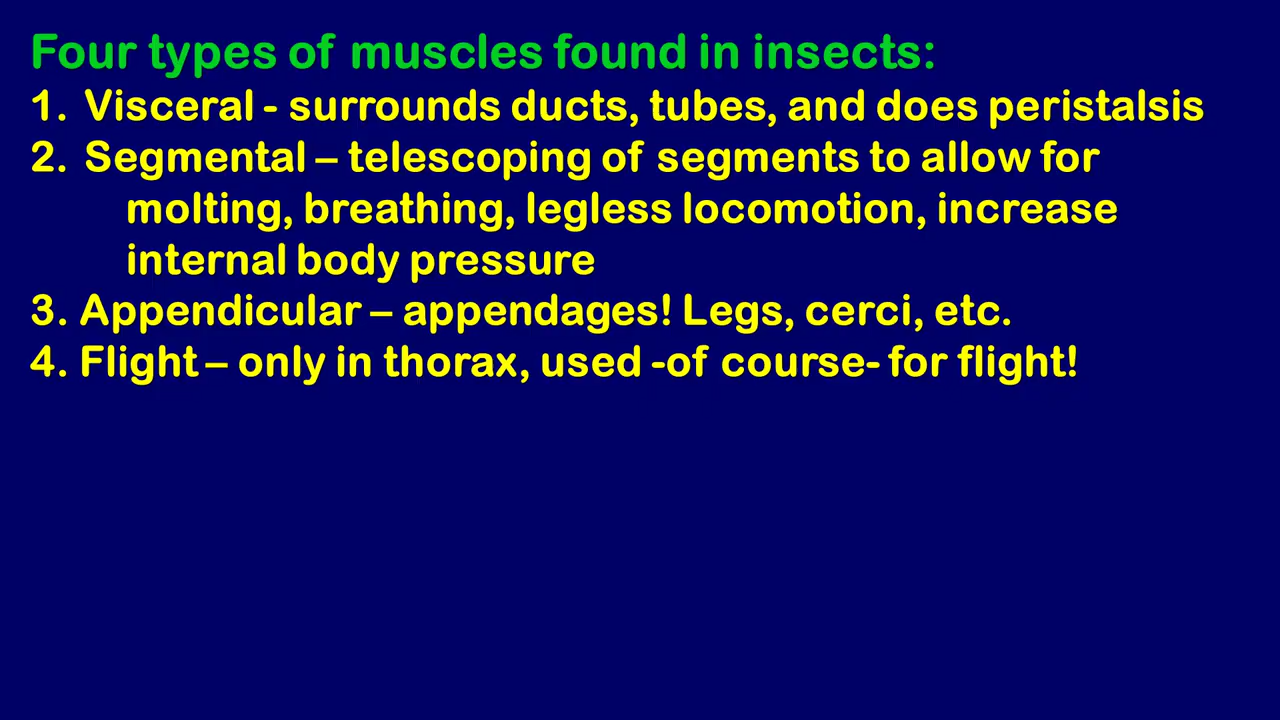 Four types of muscles found in insects:
1. Visceral - surrounds ducts, tubes, and does peristalsis
2. Segmental – telescoping of segments to allow for
molting, breathing, legless locomotion, increase
internal body pressure
3. Appendicular – appendages! Legs, cerci, etc.
4. Flight – only in thorax, used -of course- for flight!